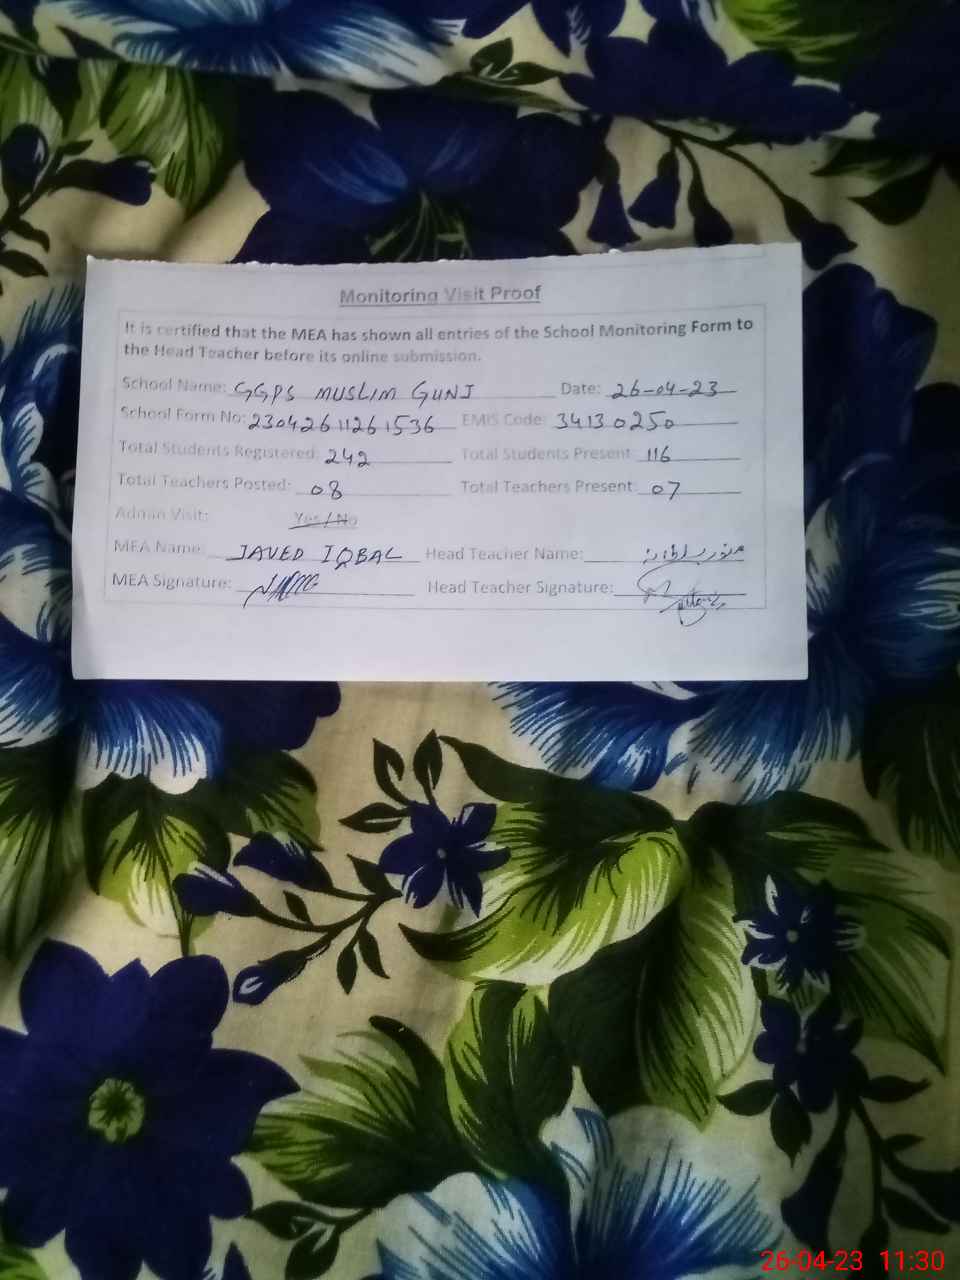 Monitoring Visit Proof
It is certified that the MEA has shown all entries of the School Monitoring Form to
the Head Teacher before its online submission.
School Name: GGPS MUSLIM GUNJ Date: 26-04-23
School Form No: 23042611261536 EMIS Code: 34130250
Total Students Registered: 242 Total Students Present: 116
Total Teachers Posted: 08 Total Teachers Present: 07
Admin Visit: Yes/No
MEA Name: JAVED IQBAL Head Teacher Name:
MEA Signature: Head Teacher Signature:
26-04-23 11:30